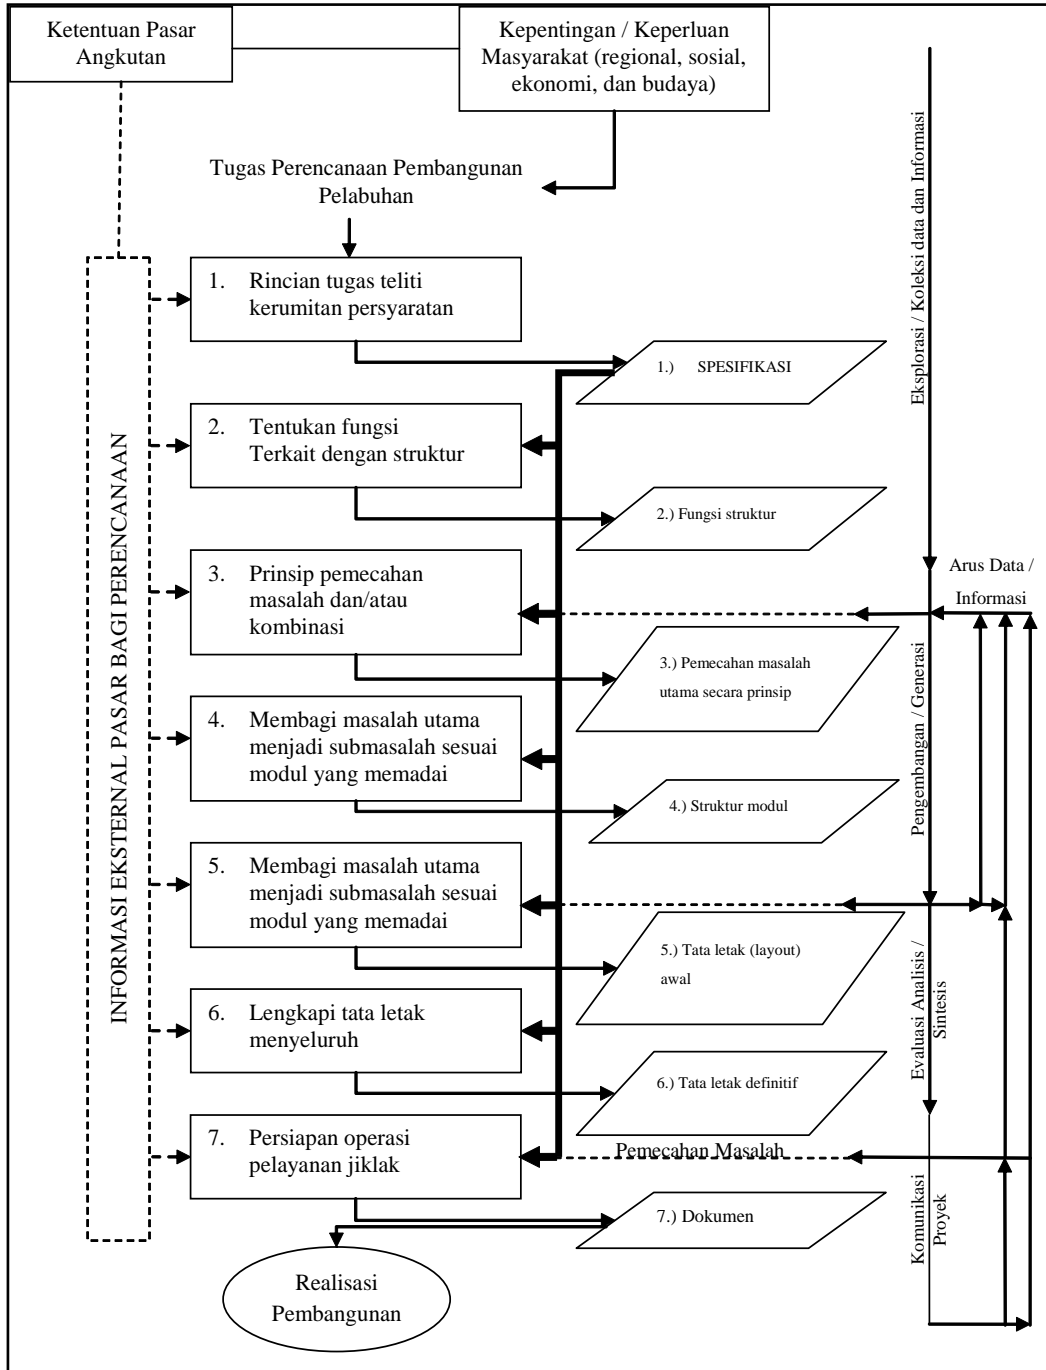 Ketentuan Pasar
Angkutan
Kepentingan / Keperluan
Masyarakat (regional, sosial,
ekonomi, dan budaya)
Tugas Perencanaan Pembangunan
Pelabuhan
INFORMASI EKSTERNAL PASAR BAGI PERENCANAAN
1. Rincian tugas teliti
kerumitan persyaratan
1.) SPESIFIKASI
2. Tentukan fungsi
Terkait dengan struktur
2.) Fungsi struktur
3. Prinsip pemecahan
masalah dan/atau
kombinasi
3.) Pemecahan masalah
utama secara prinsip
4. Membagi masalah utama
menjadi submasalah sesuai
modul yang memadai
4.) Struktur modul
5. Membagi masalah utama
menjadi submasalah sesuai
modul yang memadai
5.) Tata letak (layout)
awal
6. Lengkapi tata letak
menyeluruh
6.) Tata letak definitif
7. Persiapan operasi
pelayanan jiklak
Pemecahan Masalah
7.) Dokumen
Realisasi
Pembangunan
Eksplorasi / Koleksi data dan Informasi
Arus Data /
Informasi
Pengembangan / Generasi
Evaluasi Analisis /
Sintesis
Komunikasi
Proyek